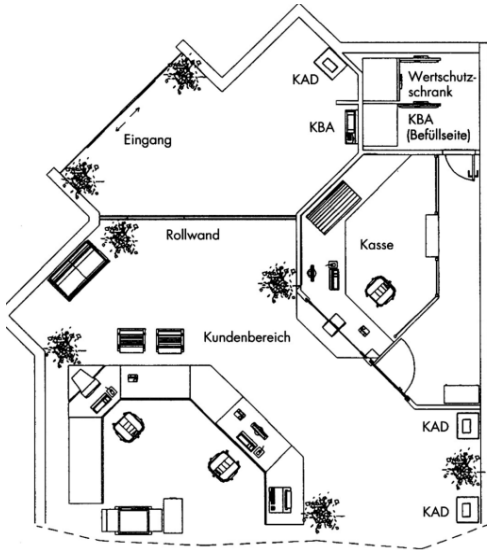 KAD
Wertschutz-
schrank
KBA
KBA
(Befüllseite)
Eingang
Rollwand
Kasse
Kundenbereich
KAD
KAD